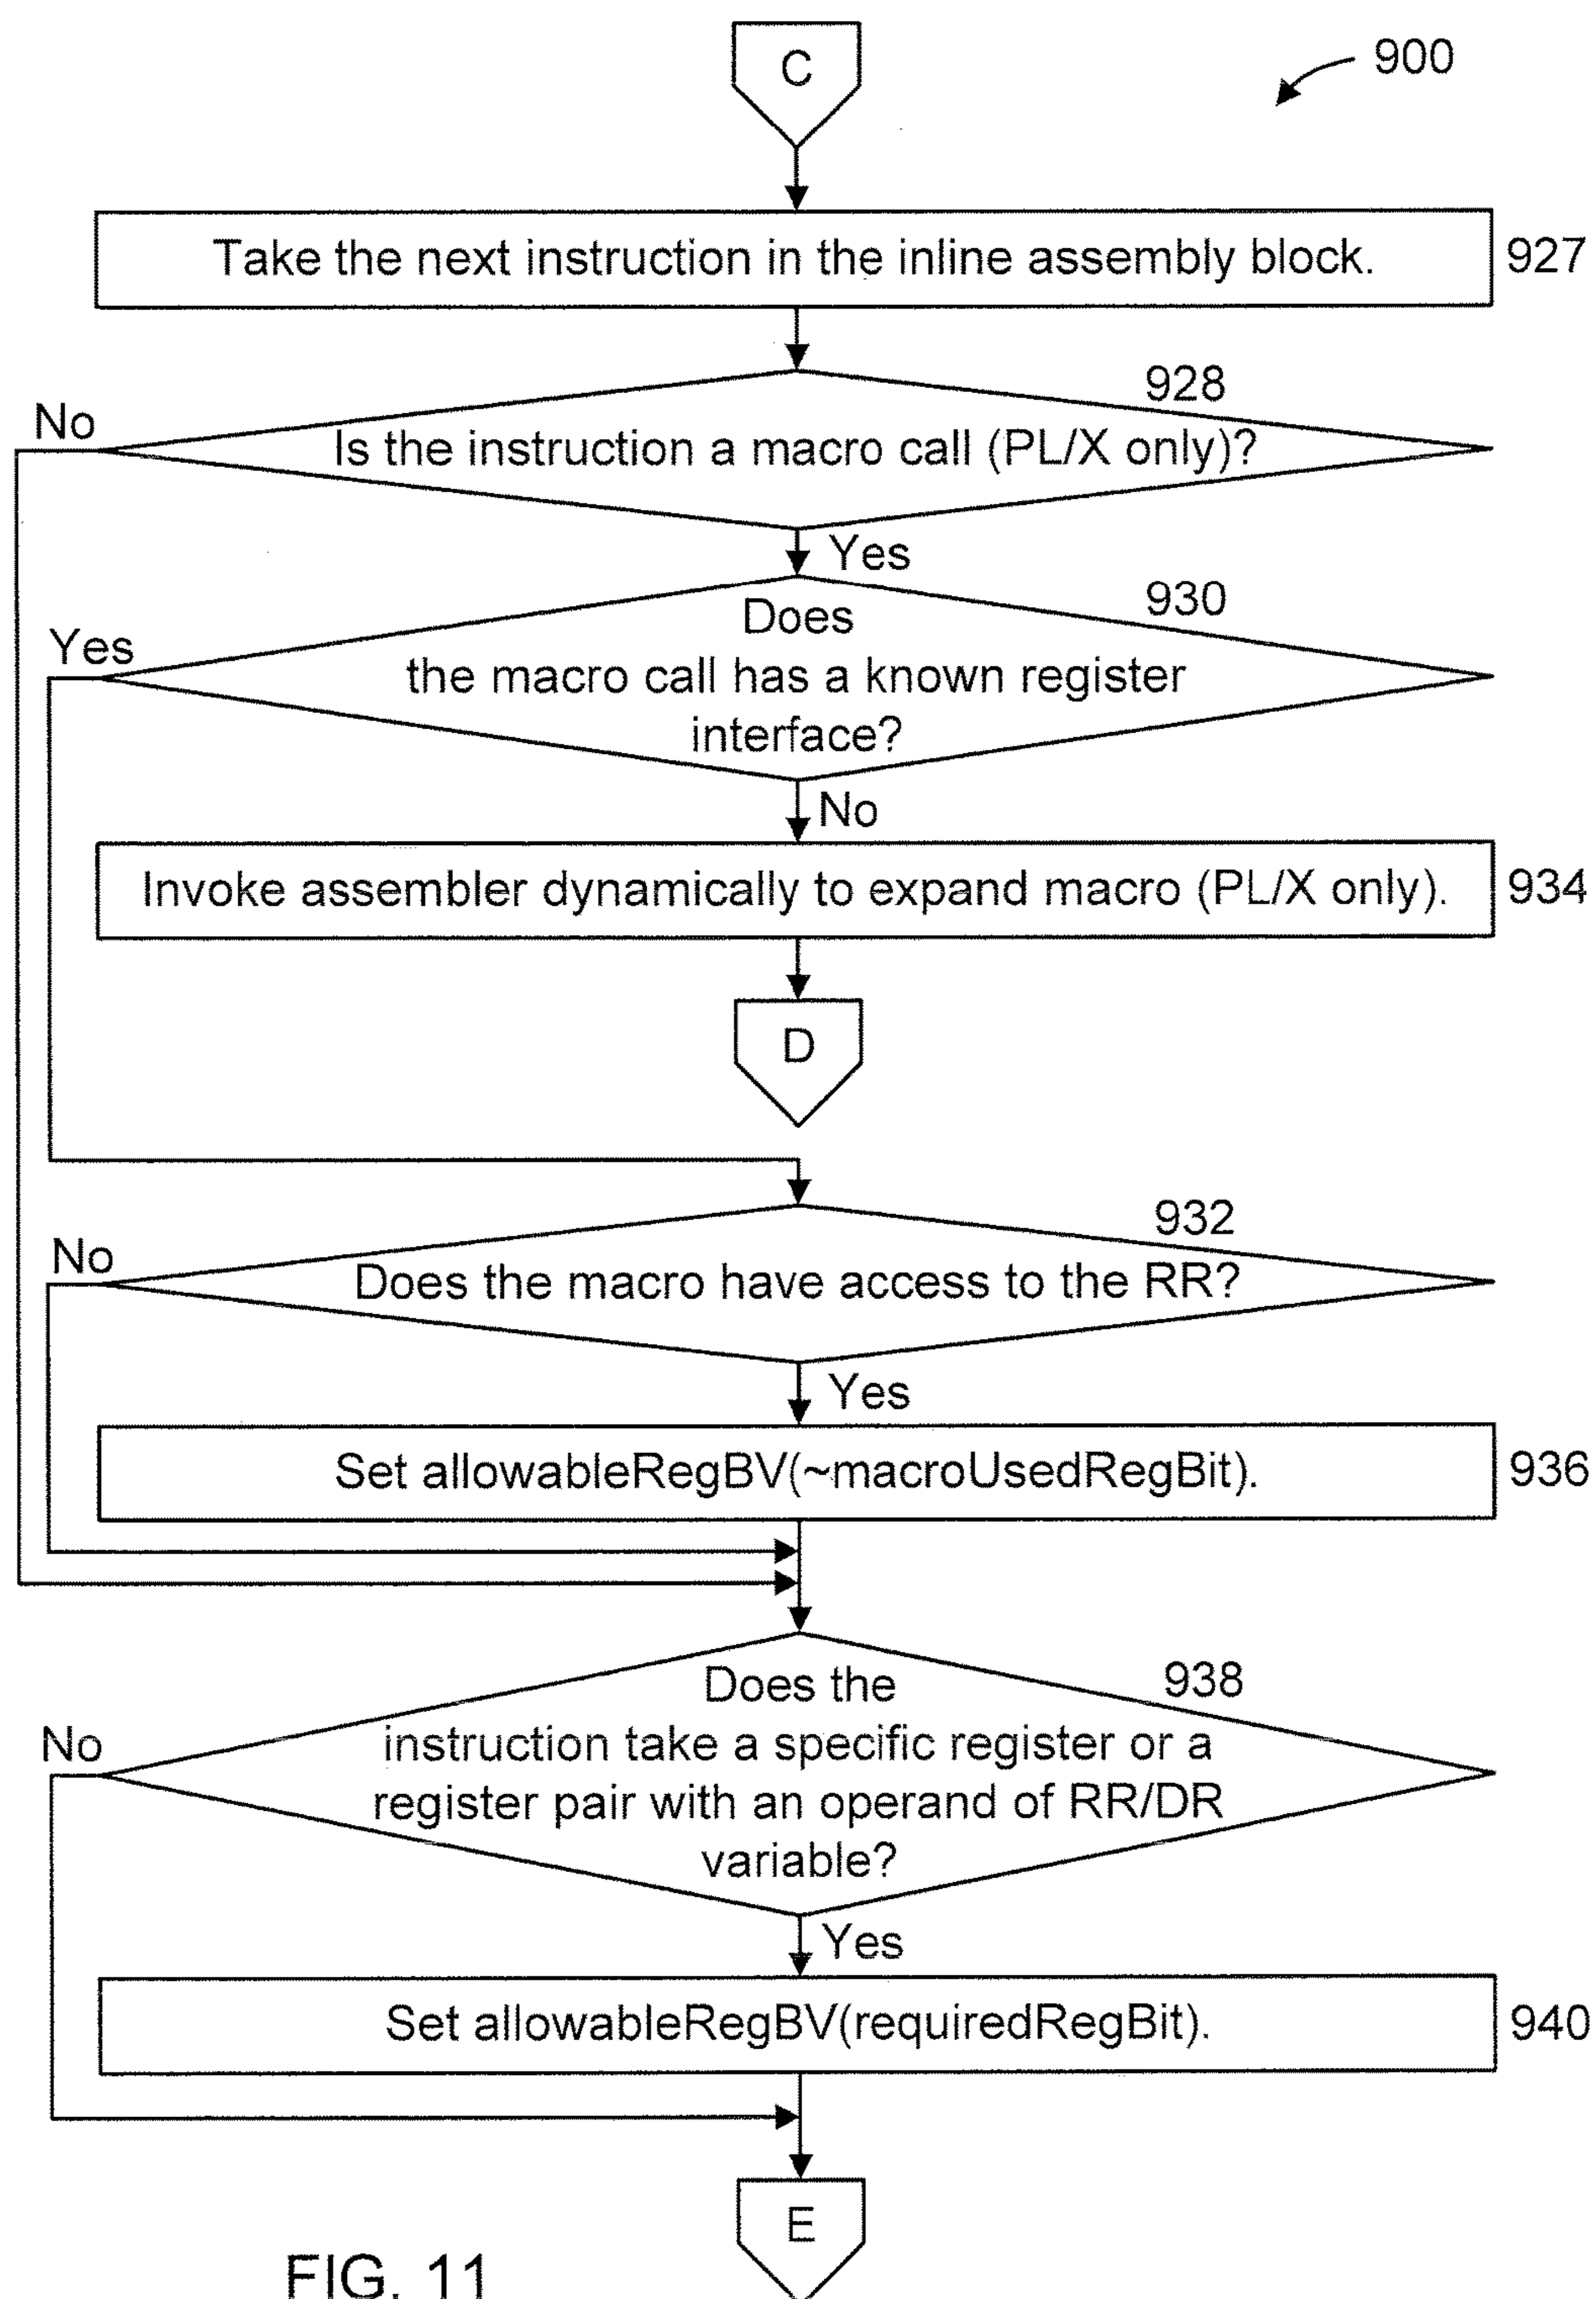 C
900
Take the next instruction in the inline assembly block.
927
928
No
Is the instruction a macro call (PL/X only)?
Yes
930
Does
Yes
the macro call has a known register
interface?
No
Invoke assembler dynamically to expand macro (PL/X only).
934
D
932
No
Does the macro have access to the RR?
Yes
Set allowableRegBV(~macroUsedRegBit).
936
Does the
938
No
instruction take a specific register or a
register pair with an operand of RR/DR
variable?
Yes
Set allowableRegBV(requiredRegBit).
940
E
FIG. 11